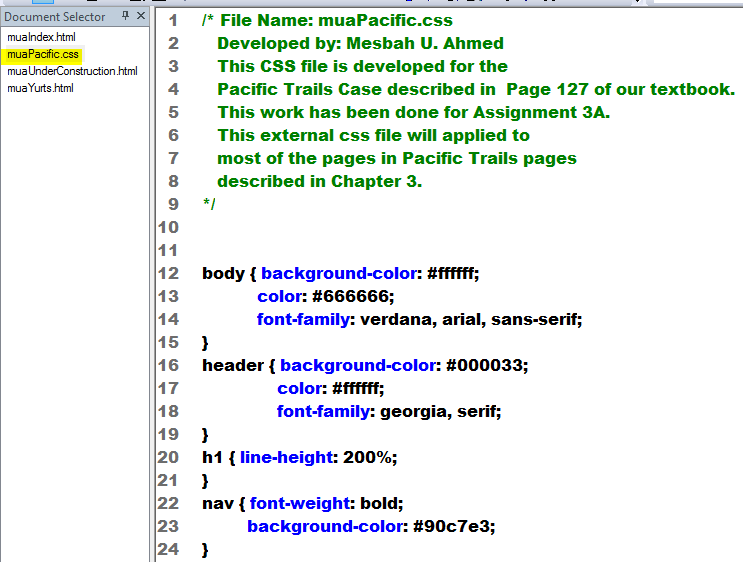 Document Selector
muaIndex.html
muaPacific.css
muaUnderConstruction.html
muaYurts.html
1 /* File Name: muaPacific.css
2 Developed by: Mesbah U. Ahmed
3 This CSS file is developed for the
4 Pacific Trails Case described in  Page 127 of our textbook.
5 This work has been done for Assignment 3A.
6 This external css file will applied to
7 most of the pages in Pacific Trails pages
8 described in Chapter 3.
9 */
10
11
12 body { background-color: #ffffff;
13 color: #666666;
14 font-family: verdana, arial, sans-serif;
15 }
16 header { background-color: #000033;
17 color: #ffffff;
18 font-family: georgia, serif;
19 }
20 h1 { line-height: 200%;
21 }
22 nav { font-weight: bold;
23 background-color: #90c7e3;
24 }